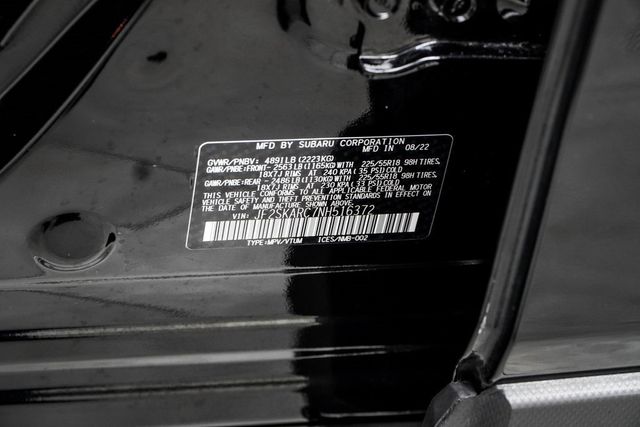 MFD BY SUBARU CORPORATION
MFD IN 08/22
GVWR/PNBV: 4891LB(2223KG)
GAWR/PNBE:FRONT- 2563LB(1165KG)WITH 225/55R18 98H TIRES,
18X7J RIMS AT 240 KPA(35 PSI)COLD
GAWR/PNBE:REAR - 2486LB(1130KG)WITH 225/55R18 98H TIRES,
18X7J RIMS AT 230 KPA(33 PSI)COLD
THIS VEHICLE CONFORMS TO ALL APPLICABLE FEDERAL MOTOR
VEHICLE SAFETY AND THEFT PREVENTION STANDARDS IN EFFECT ON
THE DATE OF MANUFACTURE SHOWN ABOVE.
VIN: JF2SKARC7NH516372
TYPE:MPV/VTUM ICES/NMB-002